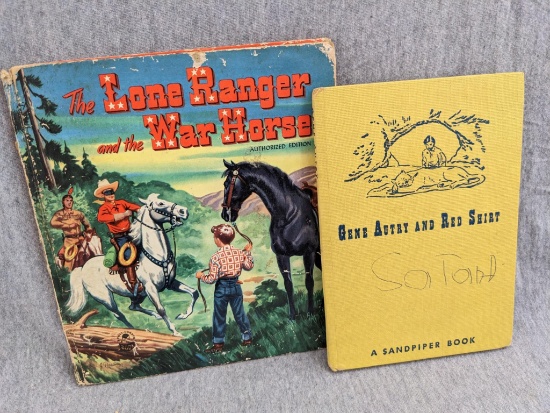 The Lone Ranger
and the War Horse
AUTHORIZED EDITION
GENE AUTRY AND RED SHIRT
A SANDPIPER BOOK